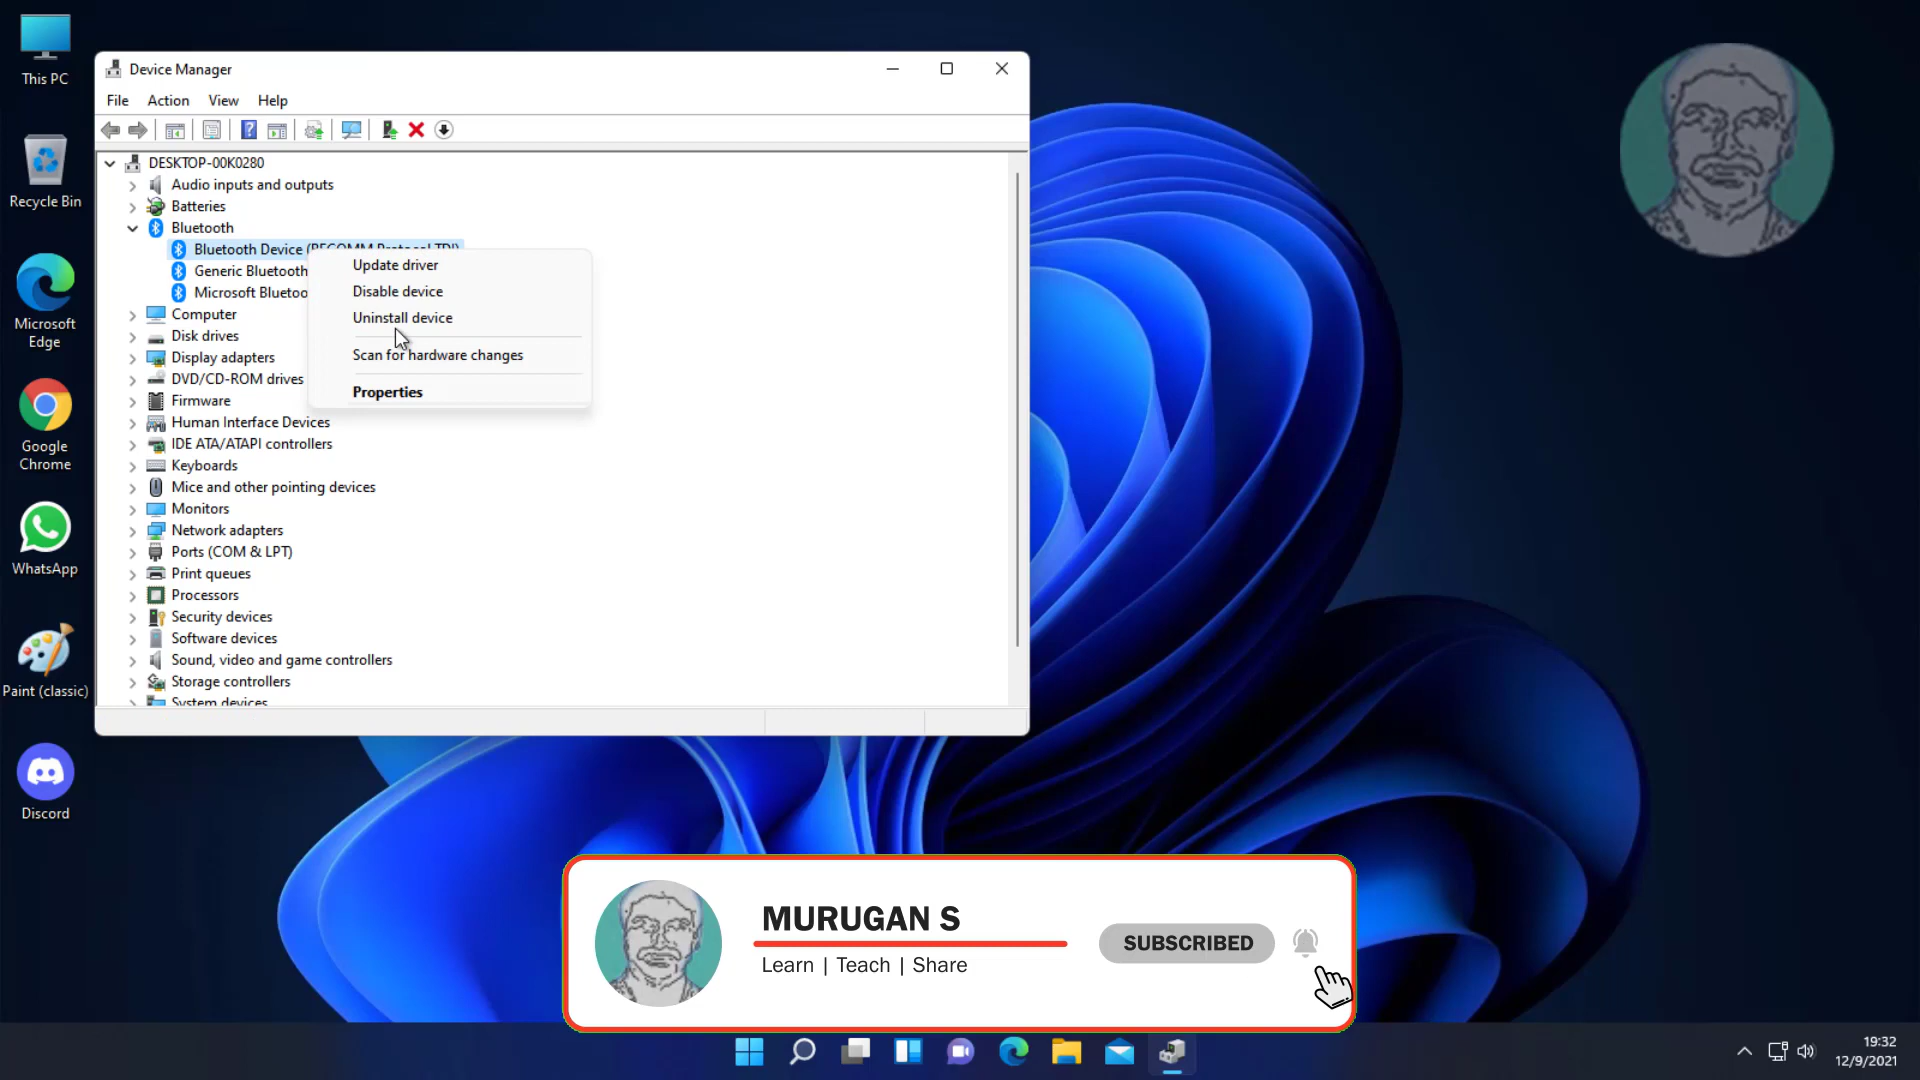 This PC
Recycle Bin
Microsoft
Edge
Google
Chrome
WhatsApp
Paint (classic)
Discord
Device Manager
File Action View Help
DESKTOP-00K0280
Audio inputs and outputs
Batteries
Bluetooth
Bluetooth Device (RFCOMM Protocol TDI)
Generic Bluetooth
Microsoft Bluetoo
Computer
Disk drives
Display adapters
DVD/CD-ROM drives
Firmware
Human Interface Devices
IDE ATA/ATAPI controllers
Keyboards
Mice and other pointing devices
Monitors
Network adapters
Ports (COM & LPT)
Print queues
Processors
Security devices
Software devices
Sound, video and game controllers
Storage controllers
System devices
Update driver
Disable device
Uninstall device
Scan for hardware changes
Properties
MURUGAN S
Learn | Teach | Share
SUBSCRIBED
19:32
12/9/2021